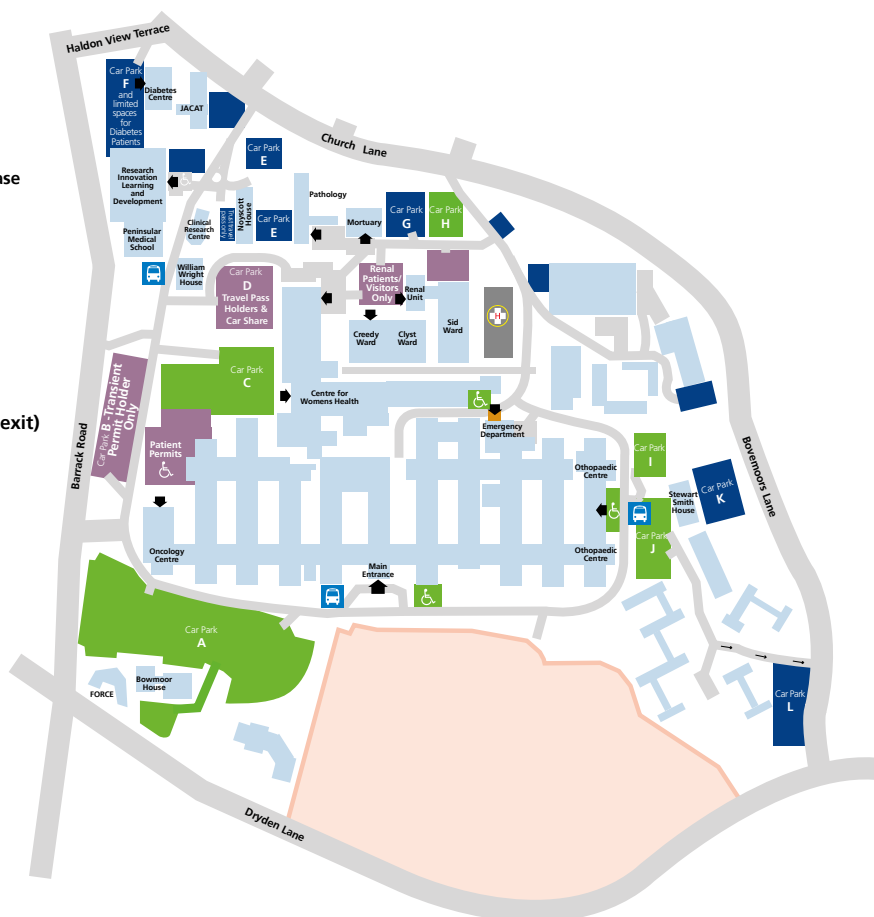 Haldon View Terrace
Car Park
F
and
limited
spaces
for
Diabetes
Patients
Diabetes
Centre
JACAT
Church Lane
Car Park
E
ase
Research
Innovation
Learning
and
Development
Pathology
Noyscott
House
Clinical
Research
Centre
Car Park
E
Mortuary
Car Park
G
Car Park
H
Peninsular
Medical
School
William
Wright
House
Car Park
D
Travel Pass
Holders &
Car Share
Renal
Patients/
Visitors
Only
Renal
Unit
Creedy
Ward
Clyst
Ward
Sid
Ward
H
Car Park
C
Centre for
Womens Health
exit)
Car Park B -Transient
Permit Holder
Only
Barrack Road
Patient
Permits
Emergency
Department
Othopaedic
Centre
Car Park
I
Bovemoors Lane
Stewart
Smith
House
Car Park
K
Car Park
J
Oncology
Centre
Othopaedic
Centre
Main
Entrance
Car Park
A
FORCE
Bowmoor
House
Car Park
L
Dryden Lane